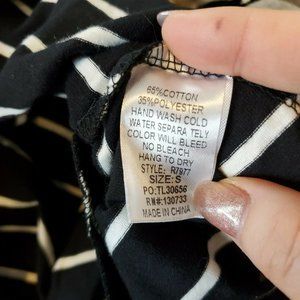 65%COTTON
35%POLYESTER
HAND WASH COLD
WATER SEPARA TELY
COLOR WILL BLEED
NO BLEACH
HANG TO DRY
STYLE: R7977
SIZE: S
PO:TL30656
RN#:130733
MADE IN CHINA